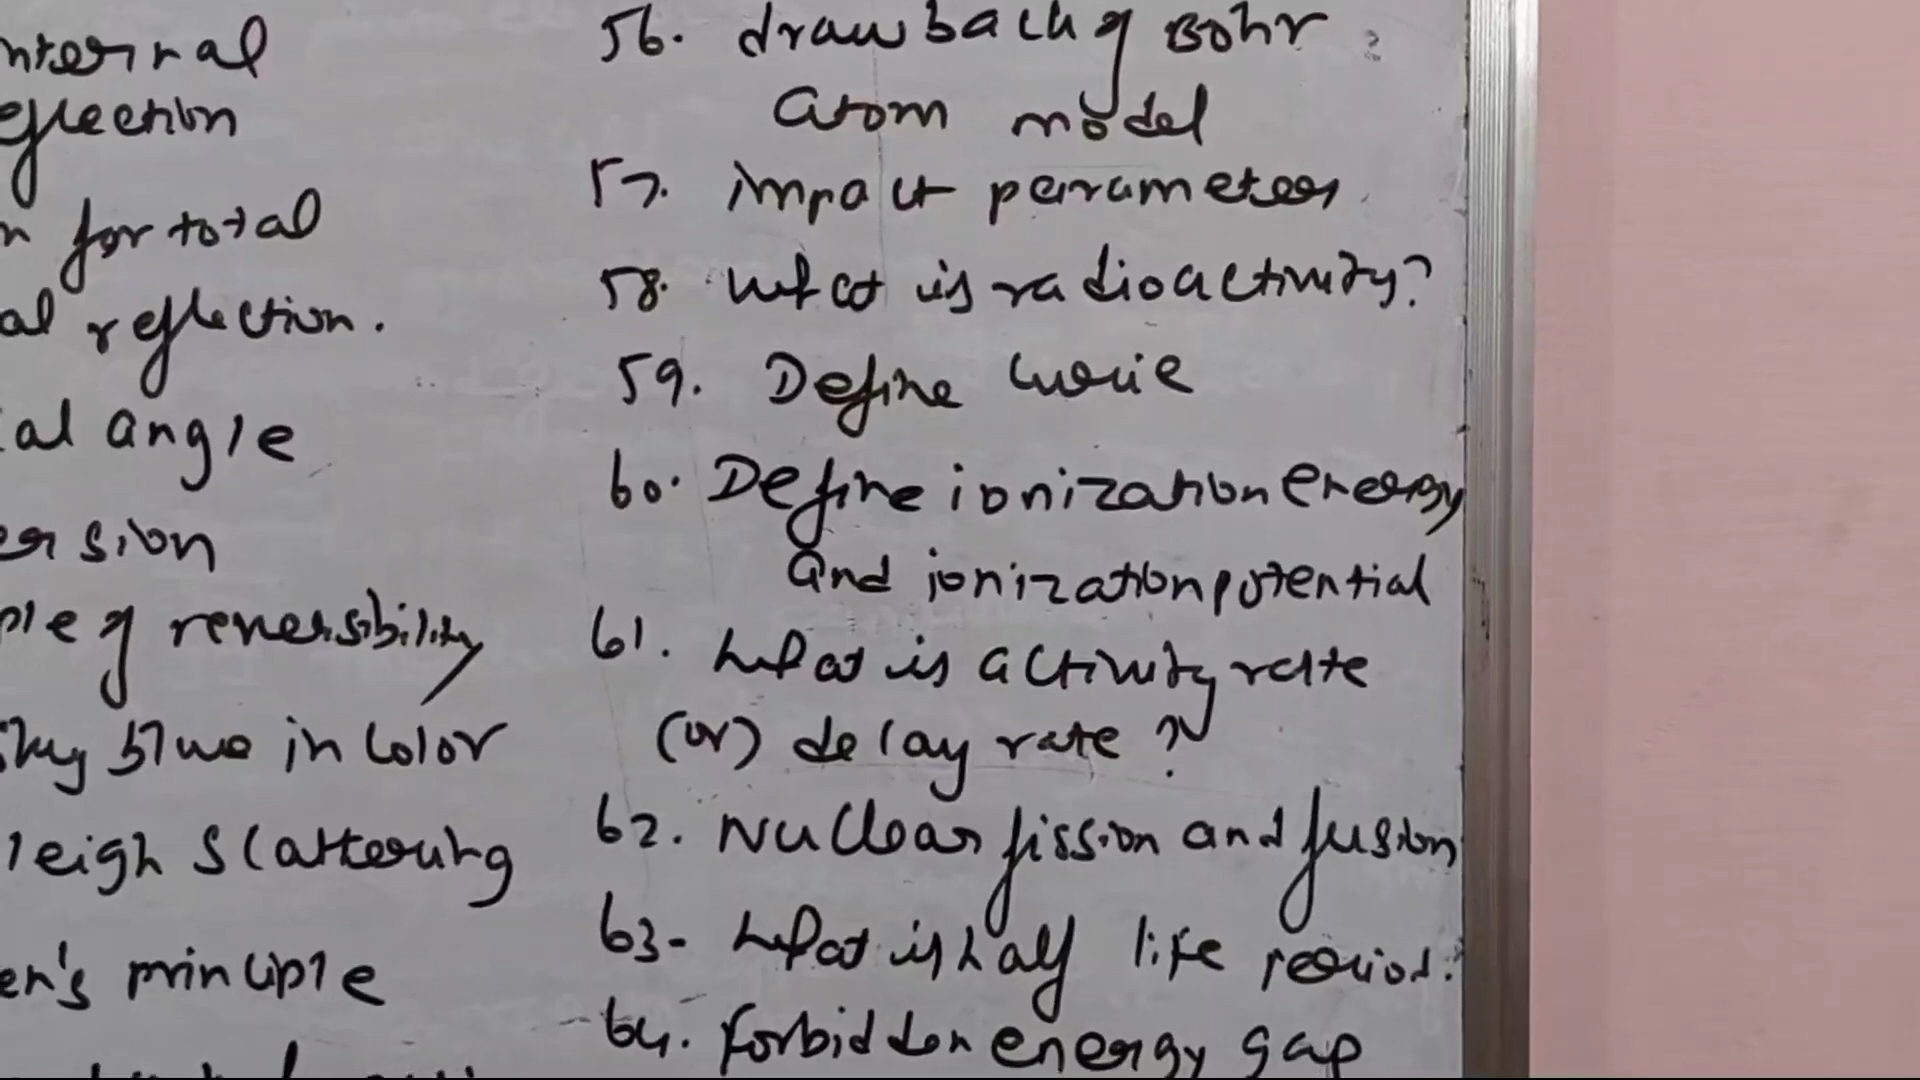 nternal
eflection
n for total
al reflection.
al angle
ersion
ple of reversibility
sky blue in color
leigh scattering
en's principle
56. drawback of Bohr
atom model
57. impact parameter
58. What is radioactivity?
59. Define curie
60. Define ionization energy
and ionization potential
61. What is activity rate
(or) delay rate ?
62. Nuclear fission and fusion
63- What is half life period?
64. Forbidden energy gap